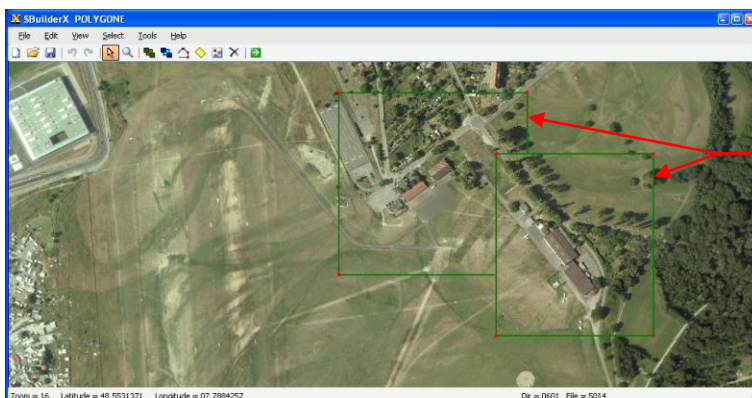 SBuilderX POLYGONE
File Edit View Select Tools Help
Zoom = 16 Latitude = 48.5531371 Longitude = 07.7884257 Dir = 0601 File = 5014